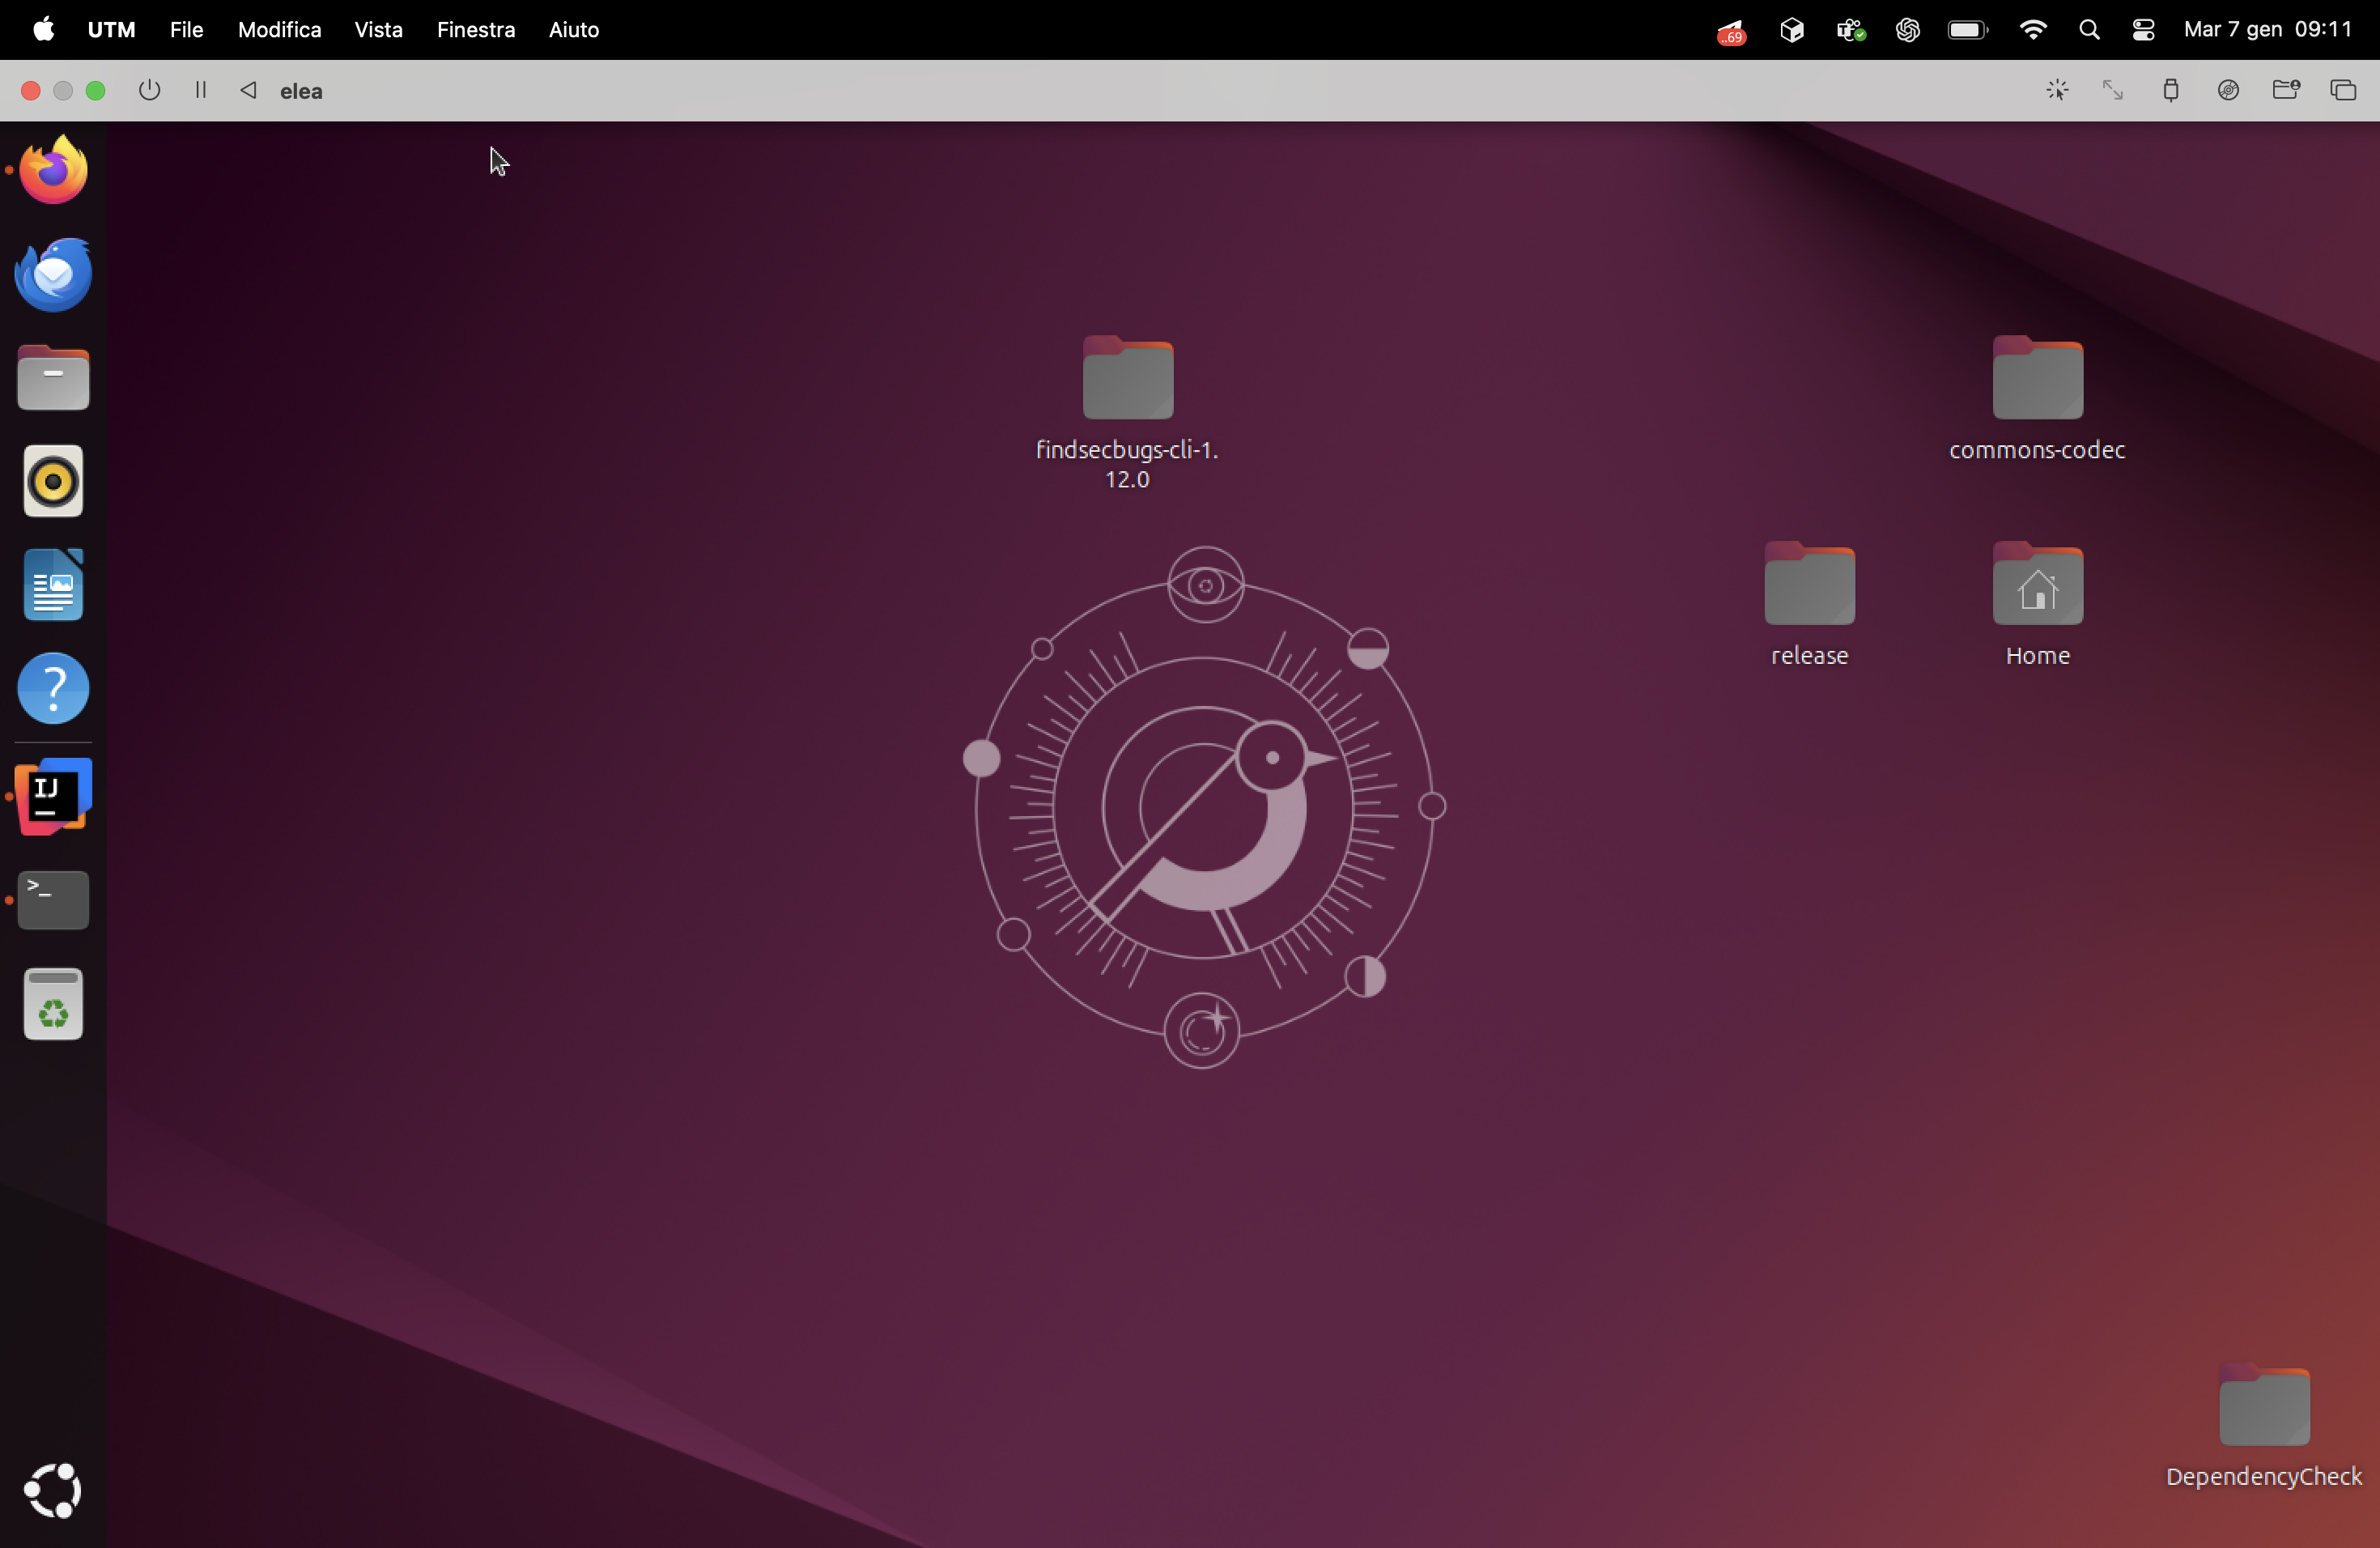 UTM File Modifica Vista Finestra Aiuto
..69
Mar 7 gen 09:11
elea
findsecbugs-cli-1.
12.0
commons-codec
release
Home
IJ
>_
DependencyCheck